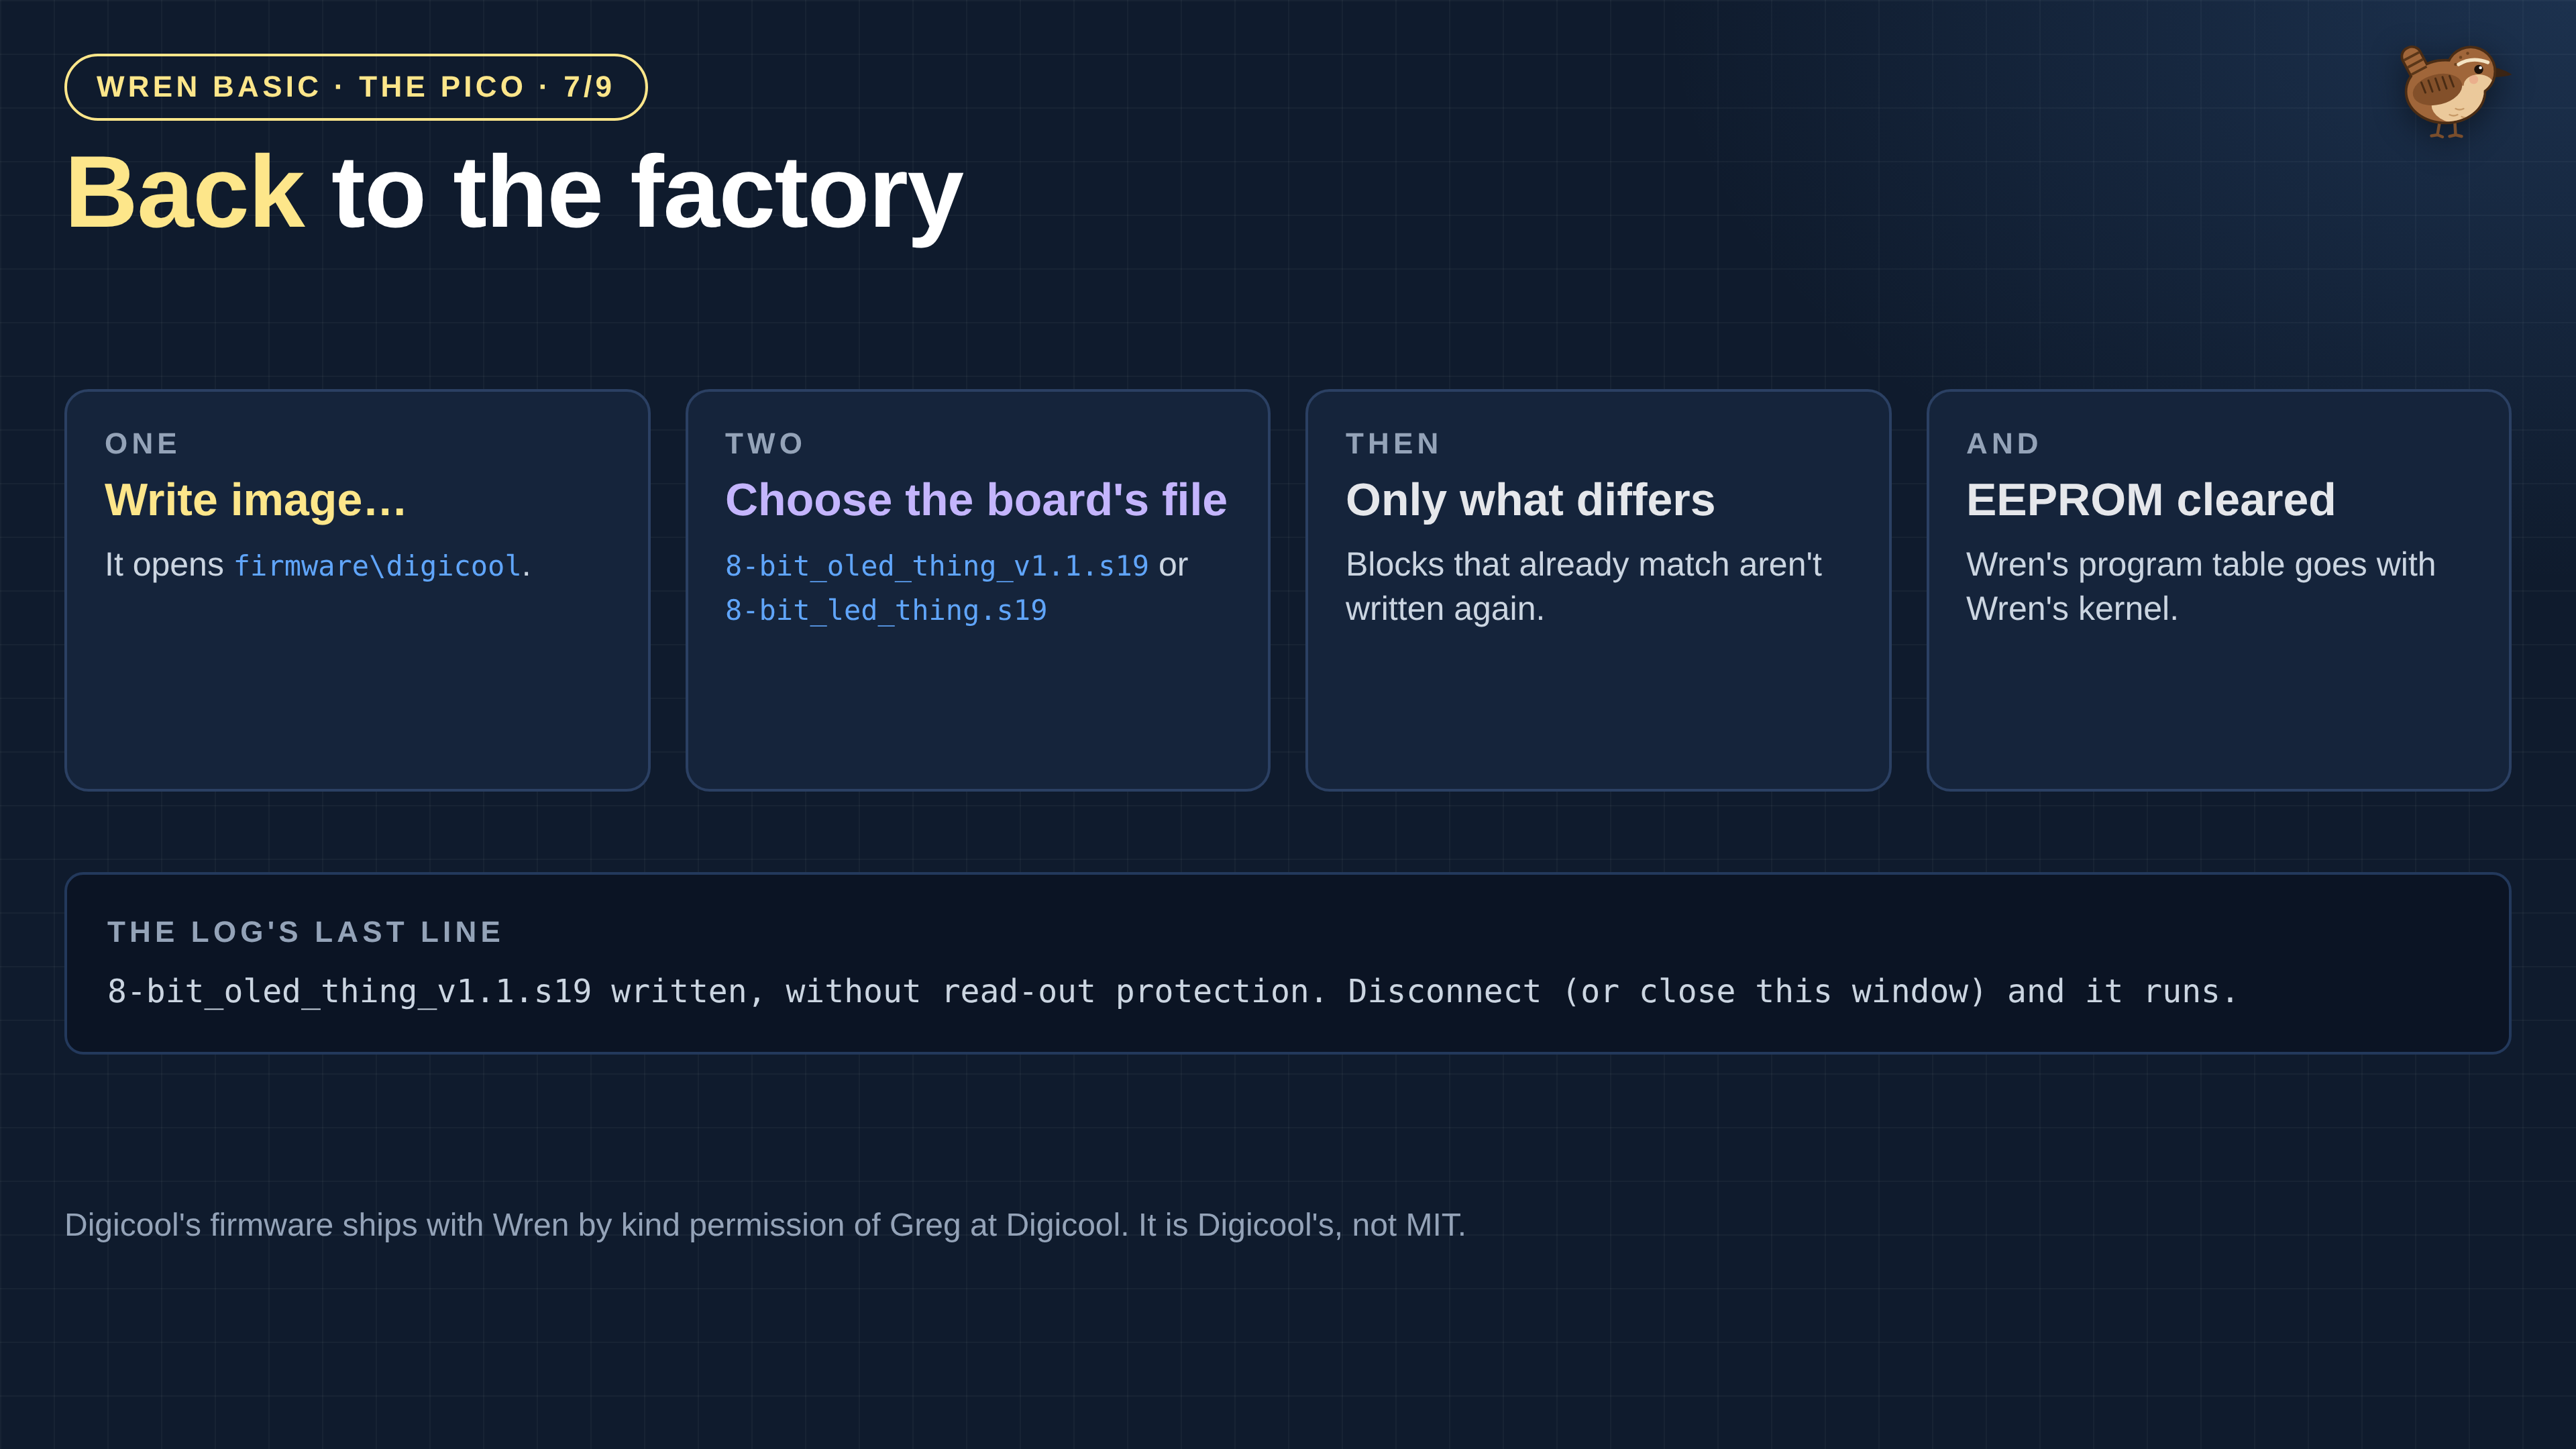 WREN BASIC · THE PICO · 7/9
Back to the factory
ONE
Write image…
It opens firmware\digicool.
TWO
Choose the board's file
8-bit_oled_thing_v1.1.s19 or
8-bit_led_thing.s19
THEN
Only what differs
Blocks that already match aren't
written again.
AND
EEPROM cleared
Wren's program table goes with
Wren's kernel.
THE LOG'S LAST LINE
8-bit_oled_thing_v1.1.s19 written, without read-out protection. Disconnect (or close this window) and it runs.
Digicool's firmware ships with Wren by kind permission of Greg at Digicool. It is Digicool's, not MIT.